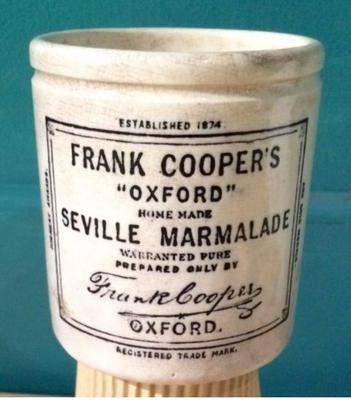 ESTABLISHED 1874.
FRANK COOPER'S
"OXFORD"
HOME MADE
SEVILLE MARMALADE
WARRANTED PURE
PREPARED ONLY BY
Frank Cooper
OXFORD.
REGISTERED TRADE MARK.